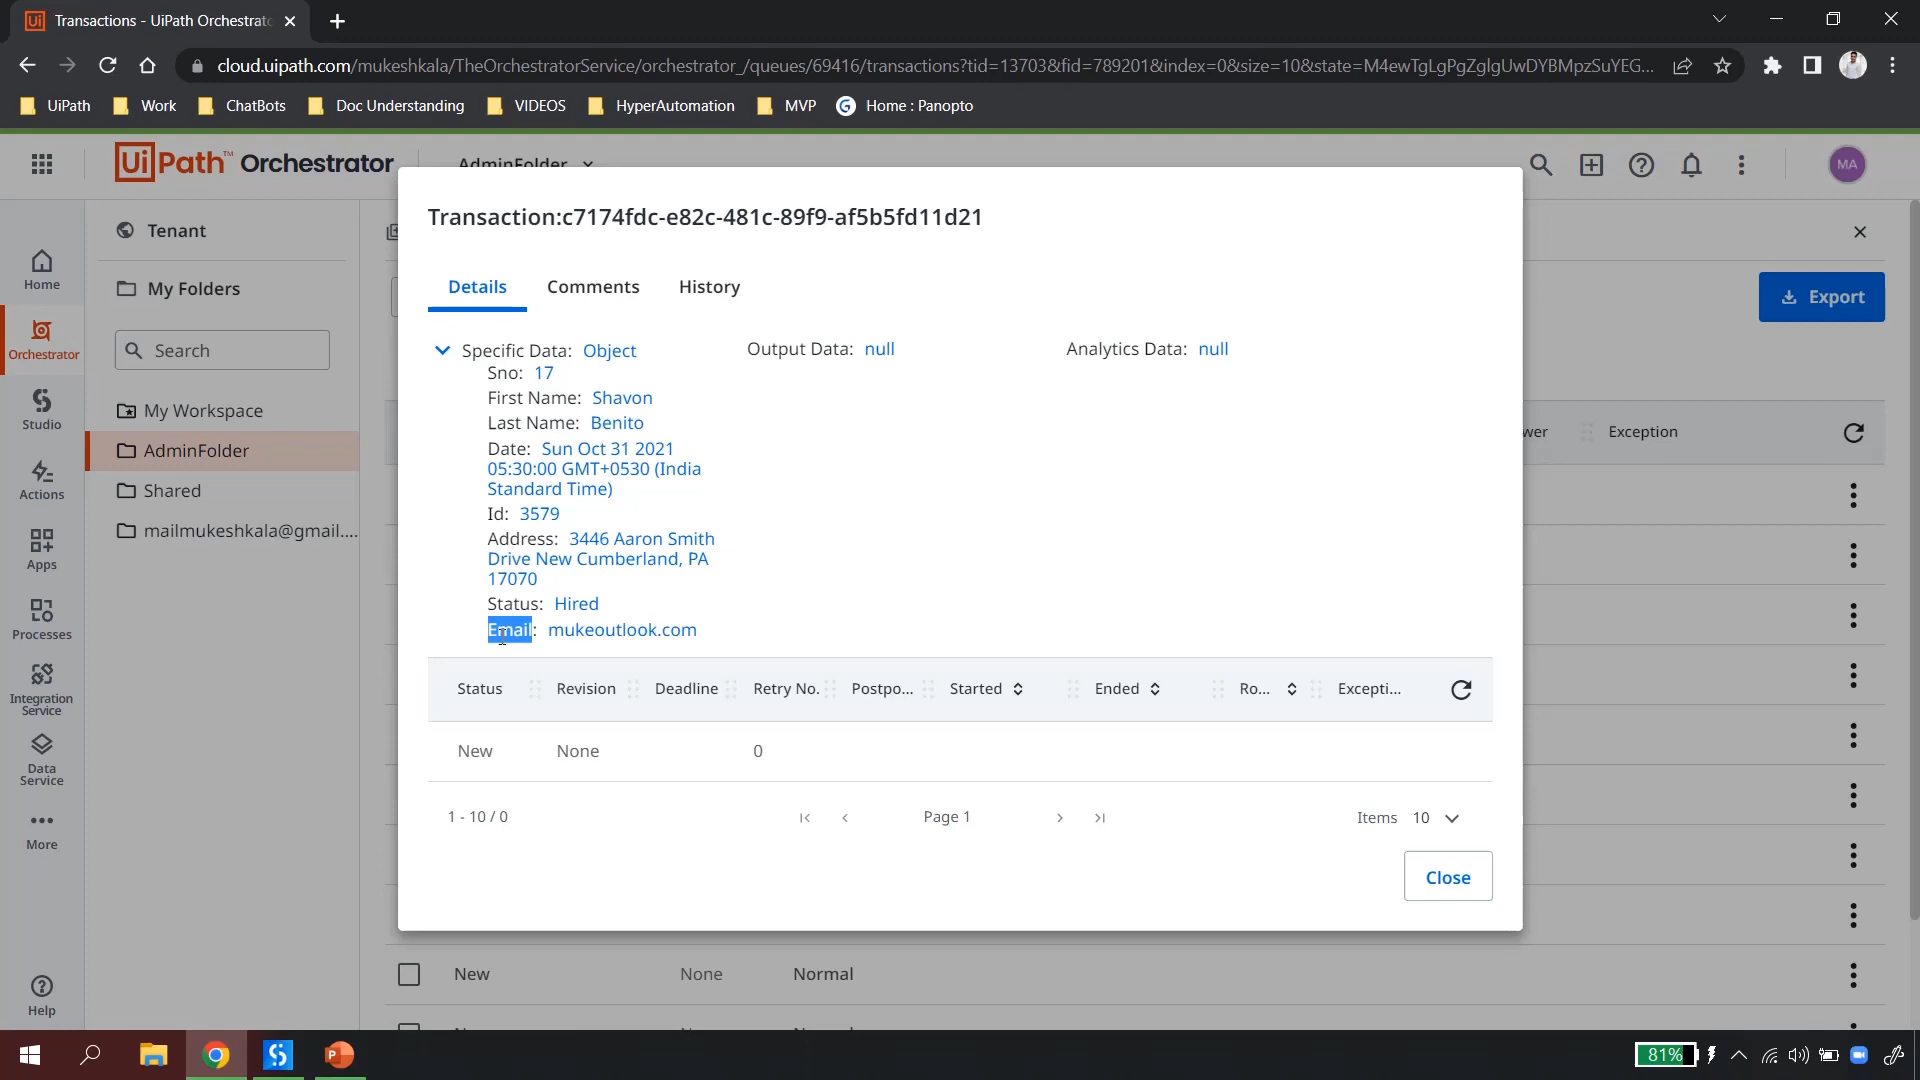 Transactions - UiPath Orchestrato
cloud.uipath.com/mukeshkala/TheOrchestratorService/orchestrator_/queues/69416/transactions?tid=13703&fid=789201&index=0&size=10&state=M4ewTgLgPgZglgUwDYBMpzSuYEG...
UiPath
Work
ChatBots
Doc Understanding
VIDEOS
HyperAutomation
MVP
Home : Panopto
UiPath™ Orchestrator
AdminFolder
MA
Home
Orchestrator
Studio
Actions
Apps
Processes
Integration
Service
Data
Service
More
Help
Tenant
My Folders
Search
My Workspace
AdminFolder
Shared
mailmukeshkala@gmail....
Export
Exception
Transaction:c7174fdc-e82c-481c-89f9-af5b5fd11d21
Details
Comments
History
Specific Data: Object
Sno: 17
First Name: Shavon
Last Name: Benito
Date: Sun Oct 31 2021
05:30:00 GMT+0530 (India
Standard Time)
Id: 3579
Address: 3446 Aaron Smith
Drive New Cumberland, PA
17070
Status: Hired
Email: mukeoutlook.com
Output Data: null
Analytics Data: null
Status Revision Deadline Retry No. Postpo... Started Ended Ro... Excepti...
New None 0
1 - 10 / 0
Page 1
Items 10
Close
New None Normal
81%